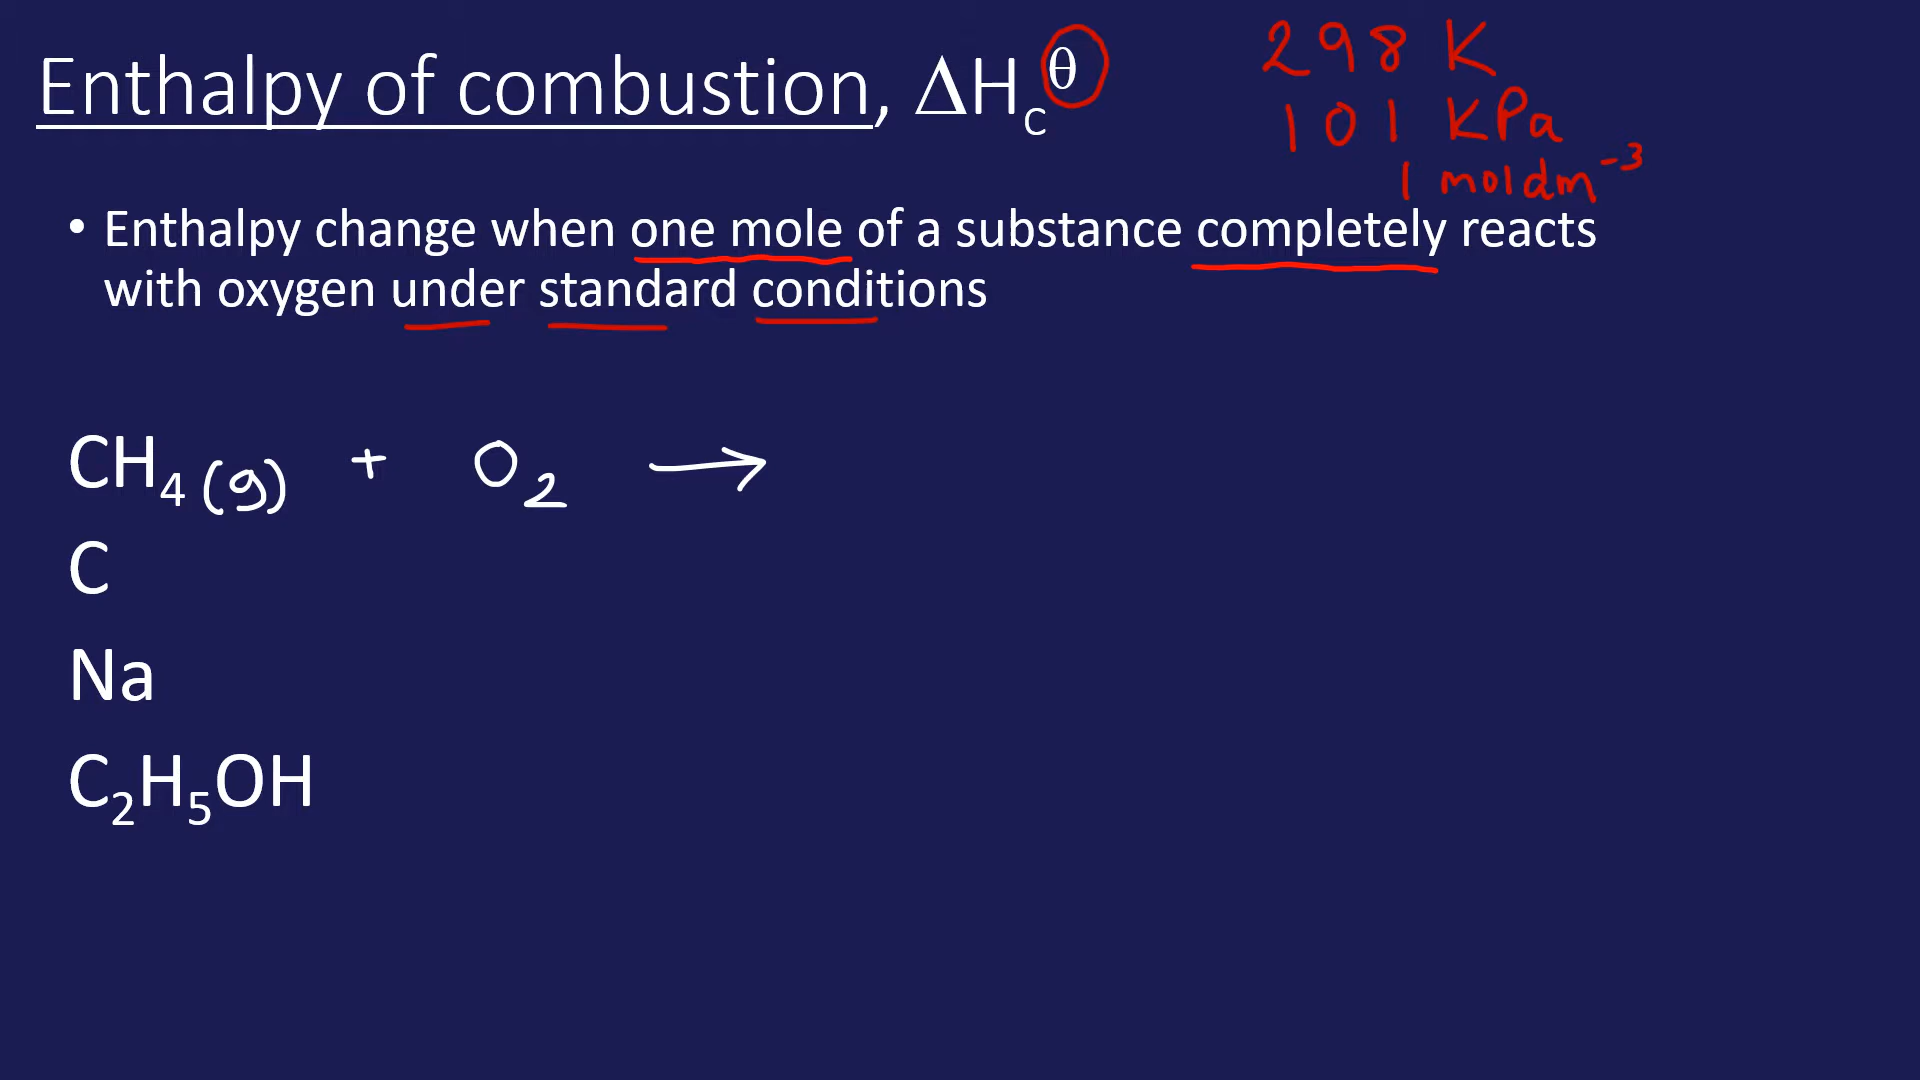 Enthalpy of combustion, ΔHcθ
298 K
101 KPa
1 moldm⁻³
• Enthalpy change when one mole of a substance completely reacts
with oxygen under standard conditions
CH₄ (g) + O₂ →
C
Na
C₂H₅OH